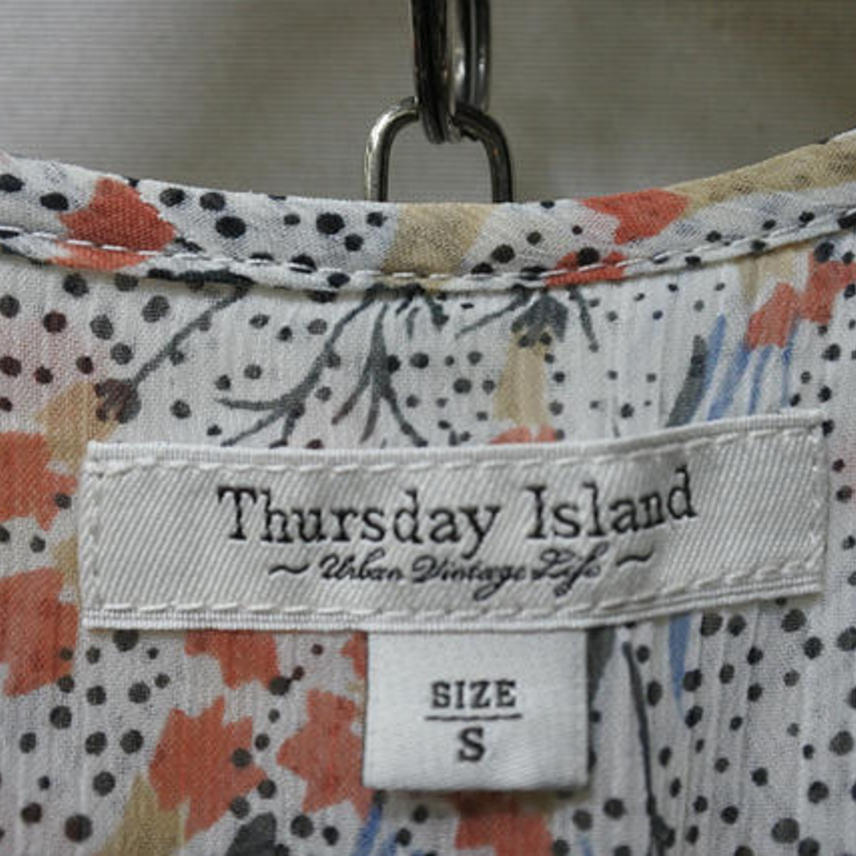 Thursday Island
~ Urban Vintage Life ~
SIZE
S